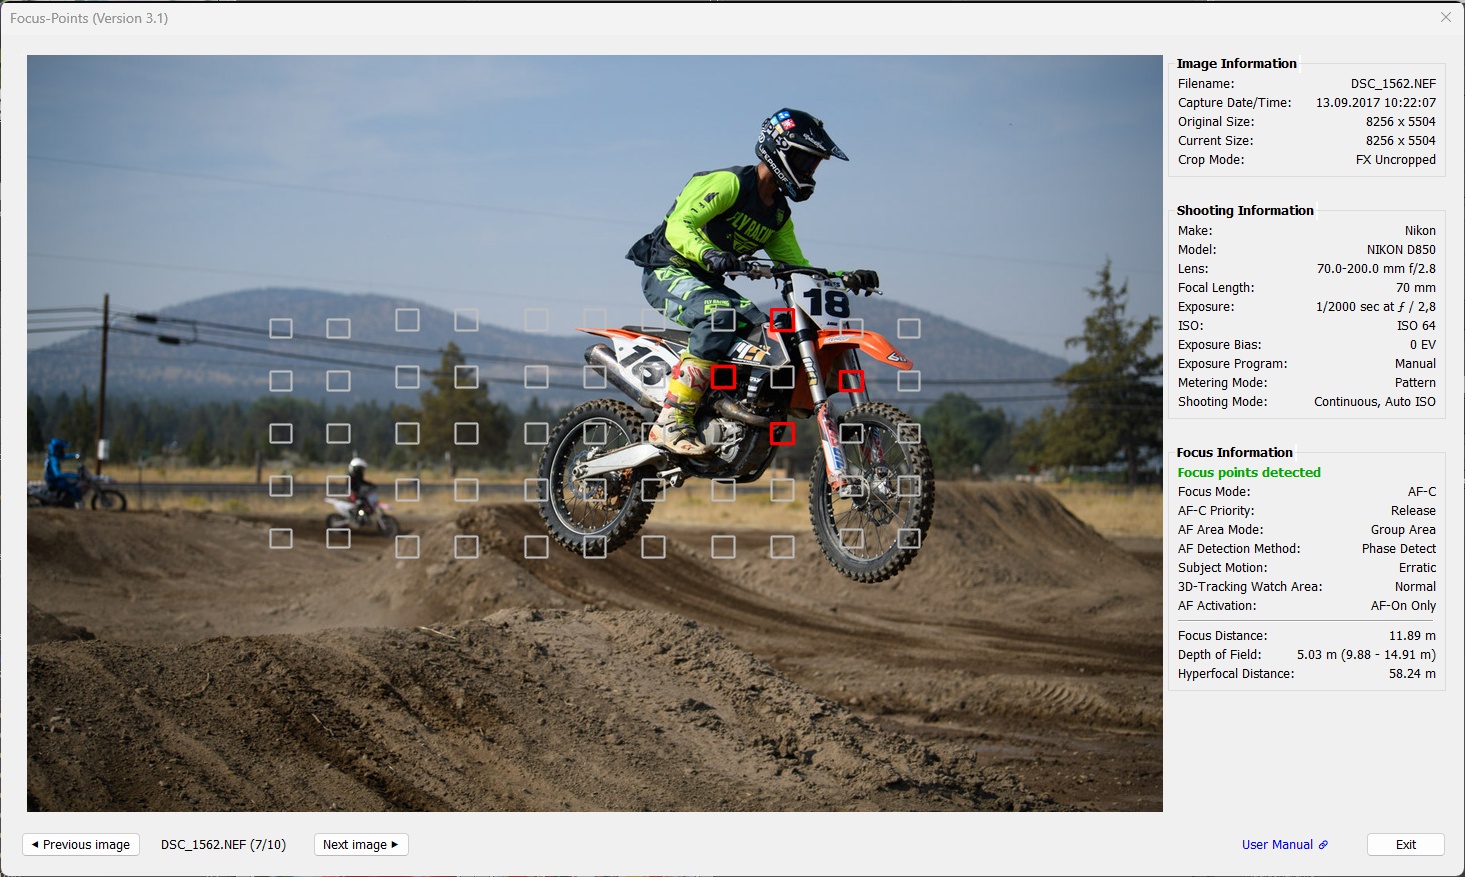 Focus-Points (Version 3.1)
LIFEPROOF
FLY RACING
FLY RACING
18
18
Image Information
Filename: DSC_1562.NEF
Capture Date/Time: 13.09.2017 10:22:07
Original Size: 8256 x 5504
Current Size: 8256 x 5504
Crop Mode: FX Uncropped
Shooting Information
Make: Nikon
Model: NIKON D850
Lens: 70.0-200.0 mm f/2.8
Focal Length: 70 mm
Exposure: 1/2000 sec at ƒ / 2,8
ISO: ISO 64
Exposure Bias: 0 EV
Exposure Program: Manual
Metering Mode: Pattern
Shooting Mode: Continuous, Auto ISO
Focus Information
Focus points detected
Focus Mode: AF-C
AF-C Priority: Release
AF Area Mode: Group Area
AF Detection Method: Phase Detect
Subject Motion: Erratic
3D-Tracking Watch Area: Normal
AF Activation: AF-On Only
Focus Distance: 11.89 m
Depth of Field: 5.03 m (9.88 - 14.91 m)
Hyperfocal Distance: 58.24 m
Previous image
DSC_1562.NEF (7/10)
Next image
User Manual
Exit